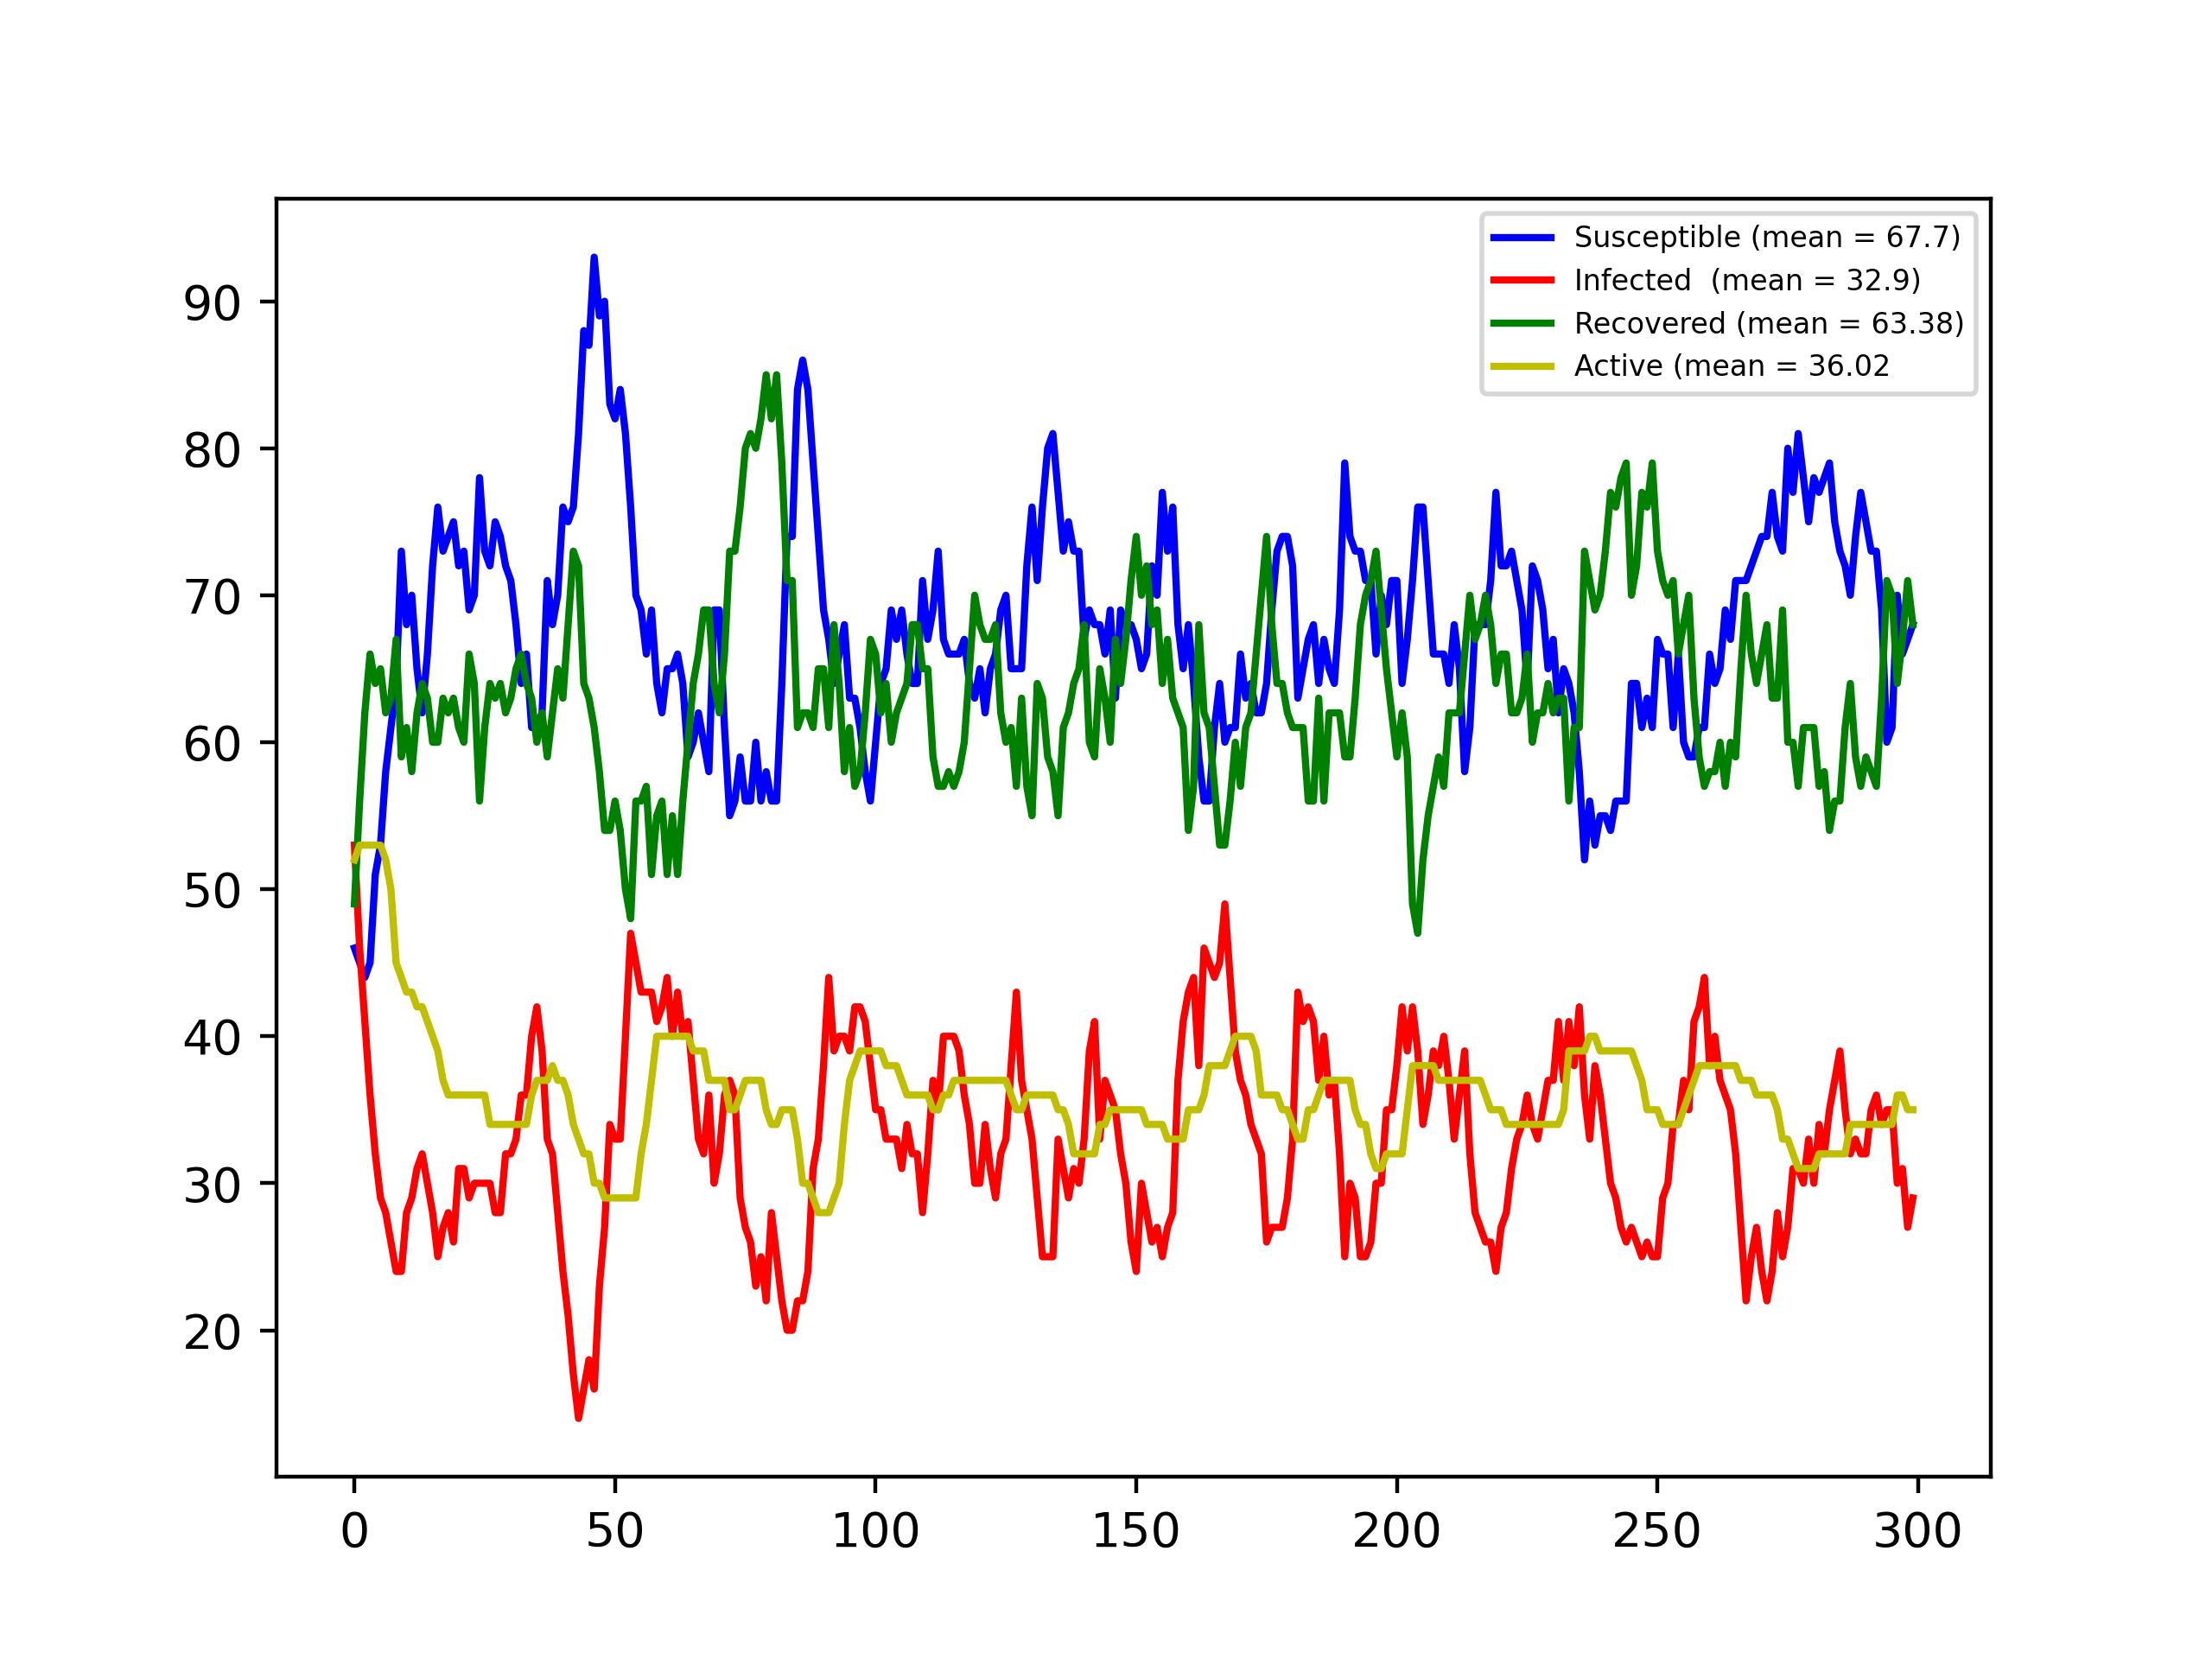 Susceptible (mean = 67.7)
Infected  (mean = 32.9)
Recovered (mean = 63.38)
Active (mean = 36.02
90
80
70
60
50
40
30
20
0 50 100 150 200 250 300